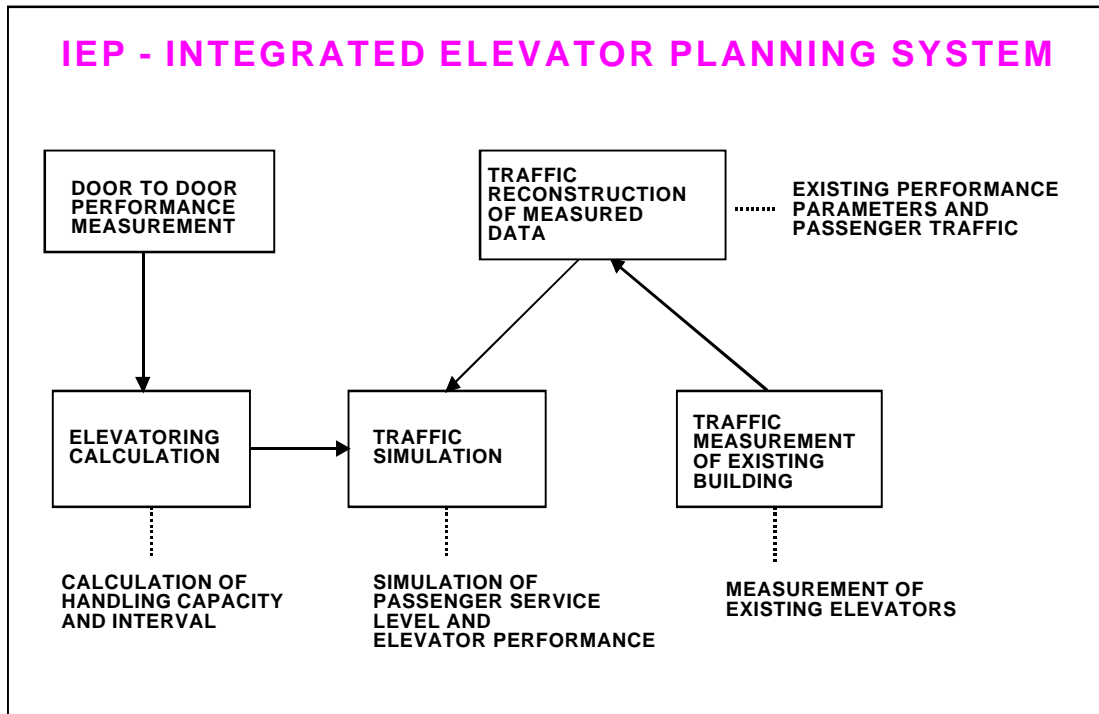 IEP - INTEGRATED ELEVATOR PLANNING SYSTEM
DOOR TO DOOR
PERFORMANCE
MEASUREMENT
TRAFFIC
RECONSTRUCTION
OF MEASURED
DATA
EXISTING PERFORMANCE
PARAMETERS AND
PASSENGER TRAFFIC
ELEVATORING
CALCULATION
TRAFFIC
SIMULATION
TRAFFIC
MEASUREMENT
OF EXISTING
BUILDING
CALCULATION OF
HANDLING CAPACITY
AND INTERVAL
SIMULATION OF
PASSENGER SERVICE
LEVEL AND
ELEVATOR PERFORMANCE
MEASUREMENT OF
EXISTING ELEVATORS